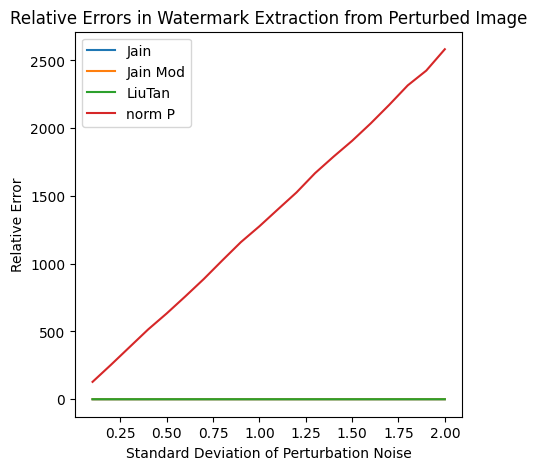 Relative Errors in Watermark Extraction from Perturbed Image
Jain
Jain Mod
LiuTan
norm P
2500
2000
1500
1000
500
0
Relative Error
0.25 0.50 0.75 1.00 1.25 1.50 1.75 2.00
Standard Deviation of Perturbation Noise